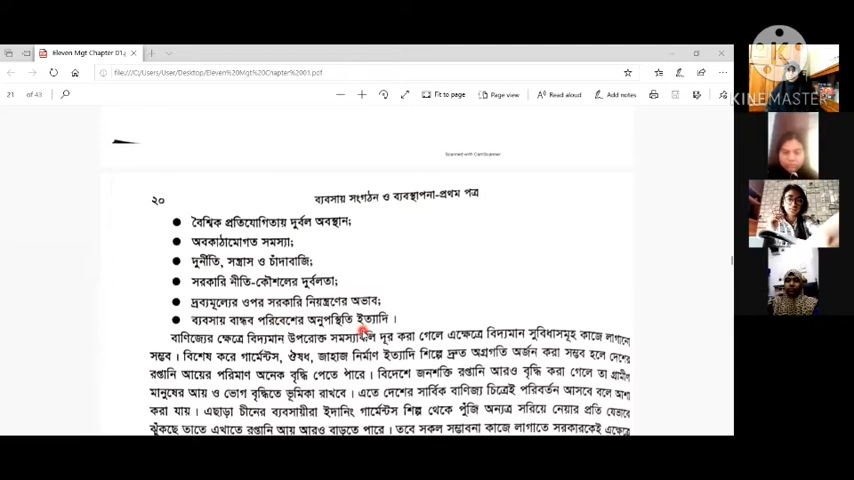 Eleven Mgt Chapter 01.
file:///C:/Users/User/Desktop/Eleven%20Mgt%20Chapter%2001.pdf
21 of 43
Fit to page
Page view
Read aloud
Add notes
KINEMASTER
Scanned with CamScanner
২০ ব্যবসায় সংগঠন ও ব্যবস্থাপনা-প্রথম পত্র
● বৈশ্বিক প্রতিযোগিতায় দুর্বল অবস্থান;
● অবকাঠামোগত সমস্যা;
● দুর্নীতি, সন্ত্রাস ও চাঁদাবাজি;
● সরকারি নীতি-কৌশলের দুর্বলতা;
● দ্রব্যমূল্যের ওপর সরকারি নিয়ন্ত্রণের অভাব;
● ব্যবসায় বান্ধব পরিবেশের অনুপস্থিতি ইত্যাদি ।
বাণিজ্যের ক্ষেত্রে বিদ্যমান উপরোক্ত সমস্যাগুলি দূর করা গেলে এক্ষেত্রে বিদ্যমান সুবিধাসমূহ কাজে লাগানো
সম্ভব । বিশেষ করে গার্মেন্টস, ঔষধ, জাহাজ নির্মাণ ইত্যাদি শিল্পে দ্রুত অগ্রগতি অর্জন করা সম্ভব হলে দেশের
রপ্তানি আয়ের পরিমাণ অনেক বৃদ্ধি পেতে পারে । বিদেশে জনশক্তি রপ্তানি আরও বৃদ্ধি করা গেলে তা গ্রামীণ
মানুষের আয় ও ভোগ বৃদ্ধিতে ভূমিকা রাখবে । এতে দেশের সার্বিক বাণিজ্য চিত্রেই পরিবর্তন আসবে বলে আশা
করা যায় । এছাড়া চীনের ব্যবসায়ীরা ইদানিং গার্মেন্টস শিল্প থেকে পুঁজি অন্যত্র সরিয়ে নেয়ার প্রতি যেভাবে
ঝুঁকছে তাতে এখাতে রপ্তানি আয় আরও বাড়তে পারে । তবে সকল সম্ভাবনা কাজে লাগাতে সরকারকেই এক্ষেত্রে